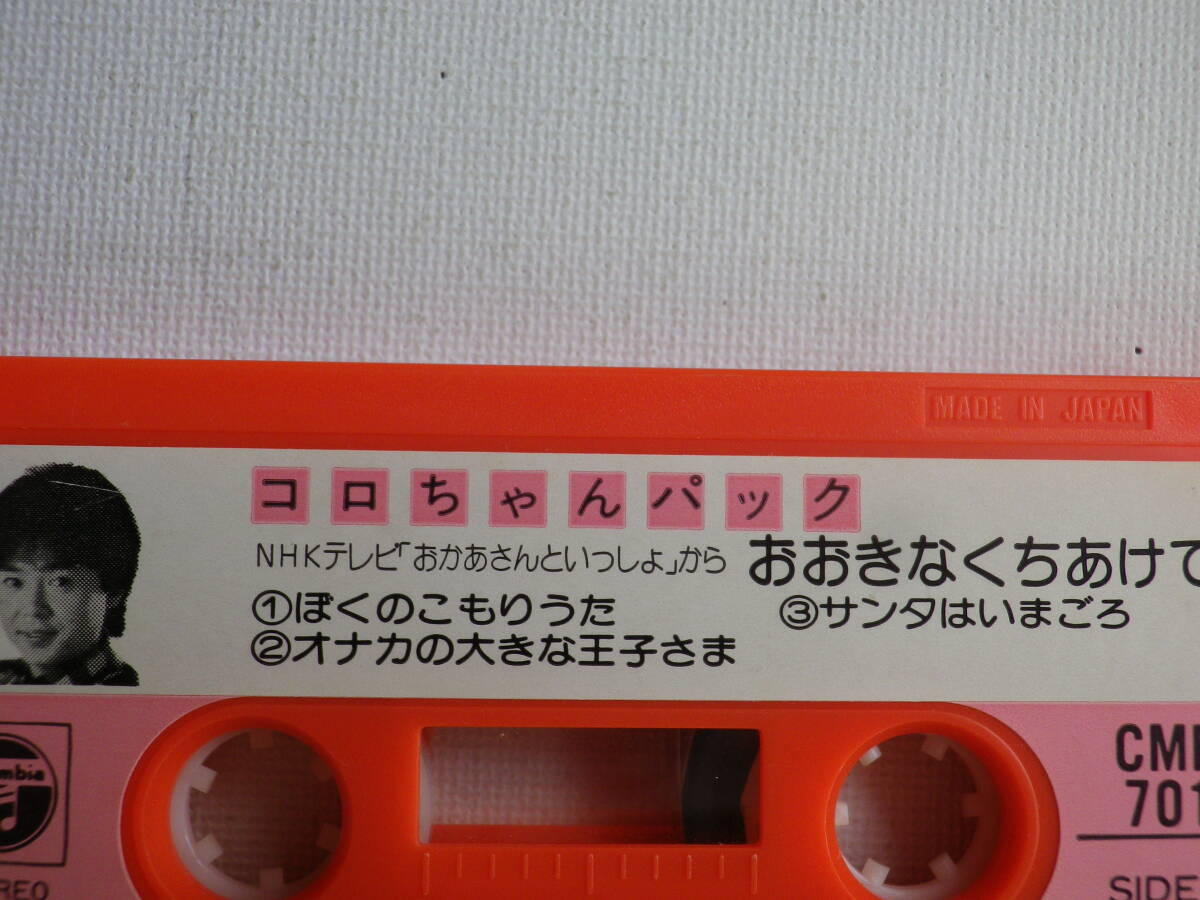 MADE IN JAPAN
コロちゃんパック
NHKテレビ「おかあさんといっしょ」から おおきなくちあけて
①ぼくのこもりうた ③サンタはいまごろ
②オナカの大きな王子さま
701
SIDE